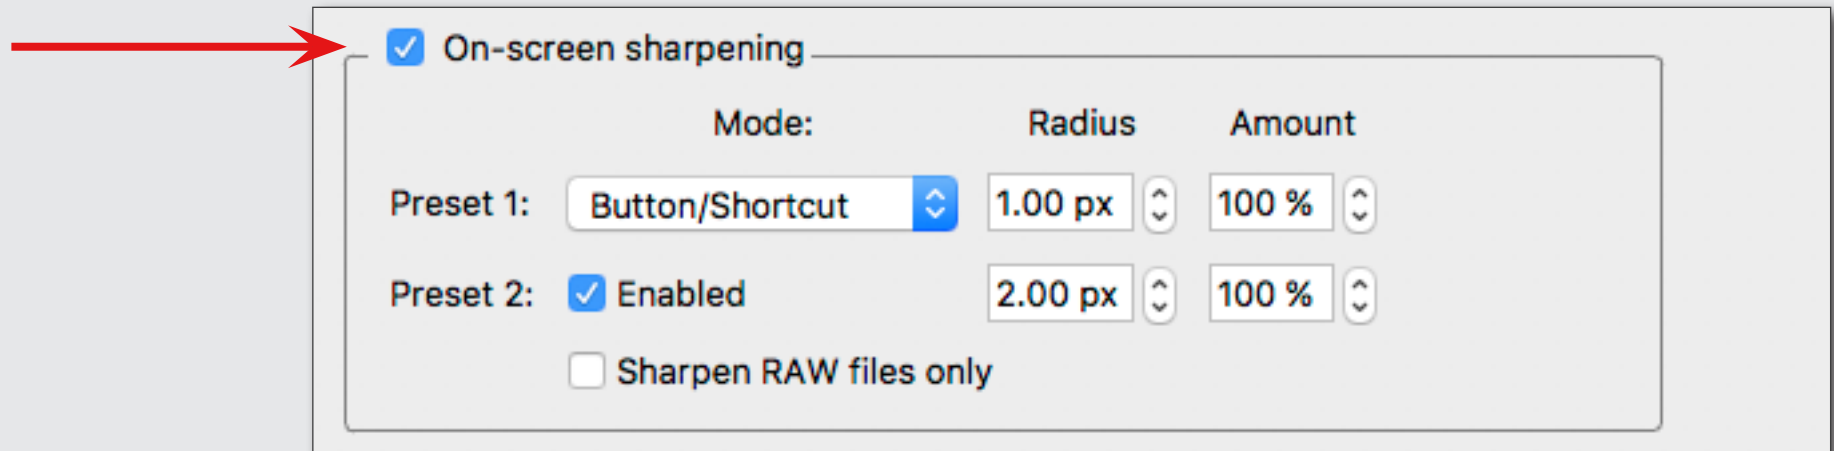 On-screen sharpening
Mode: Radius Amount
Preset 1: Button/Shortcut 1.00 px 100 %
Preset 2: Enabled 2.00 px 100 %
Sharpen RAW files only